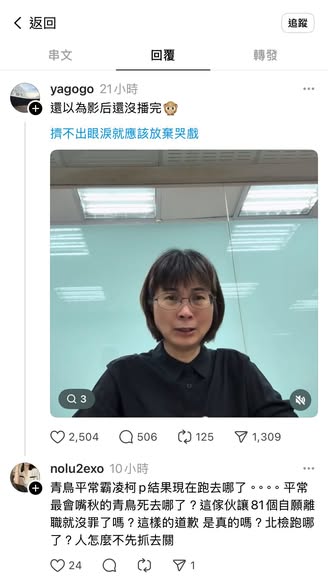 返回
追蹤
串文
回覆
轉發
yagogo 21小時
還以為影后還沒播完🙊
擠不出眼淚就應該放棄哭戲
3
2,504 506 125 1,309
nolu2exo 10小時
青鳥平常霸凌柯p結果現在跑去哪了。。。。平常
最會嘴秋的青鳥死去哪了？這傢伙讓81個自願離
職就沒罪了嗎？這樣的道歉 是真的嗎？北檢跑哪
了？人怎麼不先抓去關
24 1